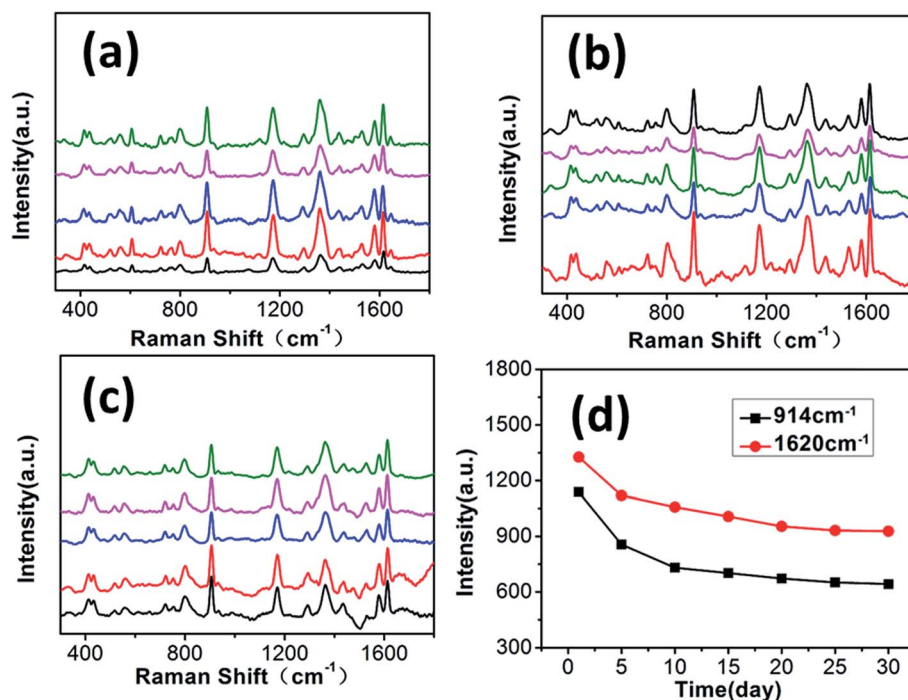 (a)
Intensity(a.u.)
400 800 1200 1600
Raman Shift（cm-1）
(b)
Intensity(a.u.)
400 800 1200 1600
Raman Shift（cm-1）
(c)
Intensity(a.u.)
400 800 1200 1600
Raman Shift（cm-1）
(d)
914cm-1
1620cm-1
Intensity(a.u.)
1800
1500
1200
900
600
300
0 5 10 15 20 25 30
Time(day)